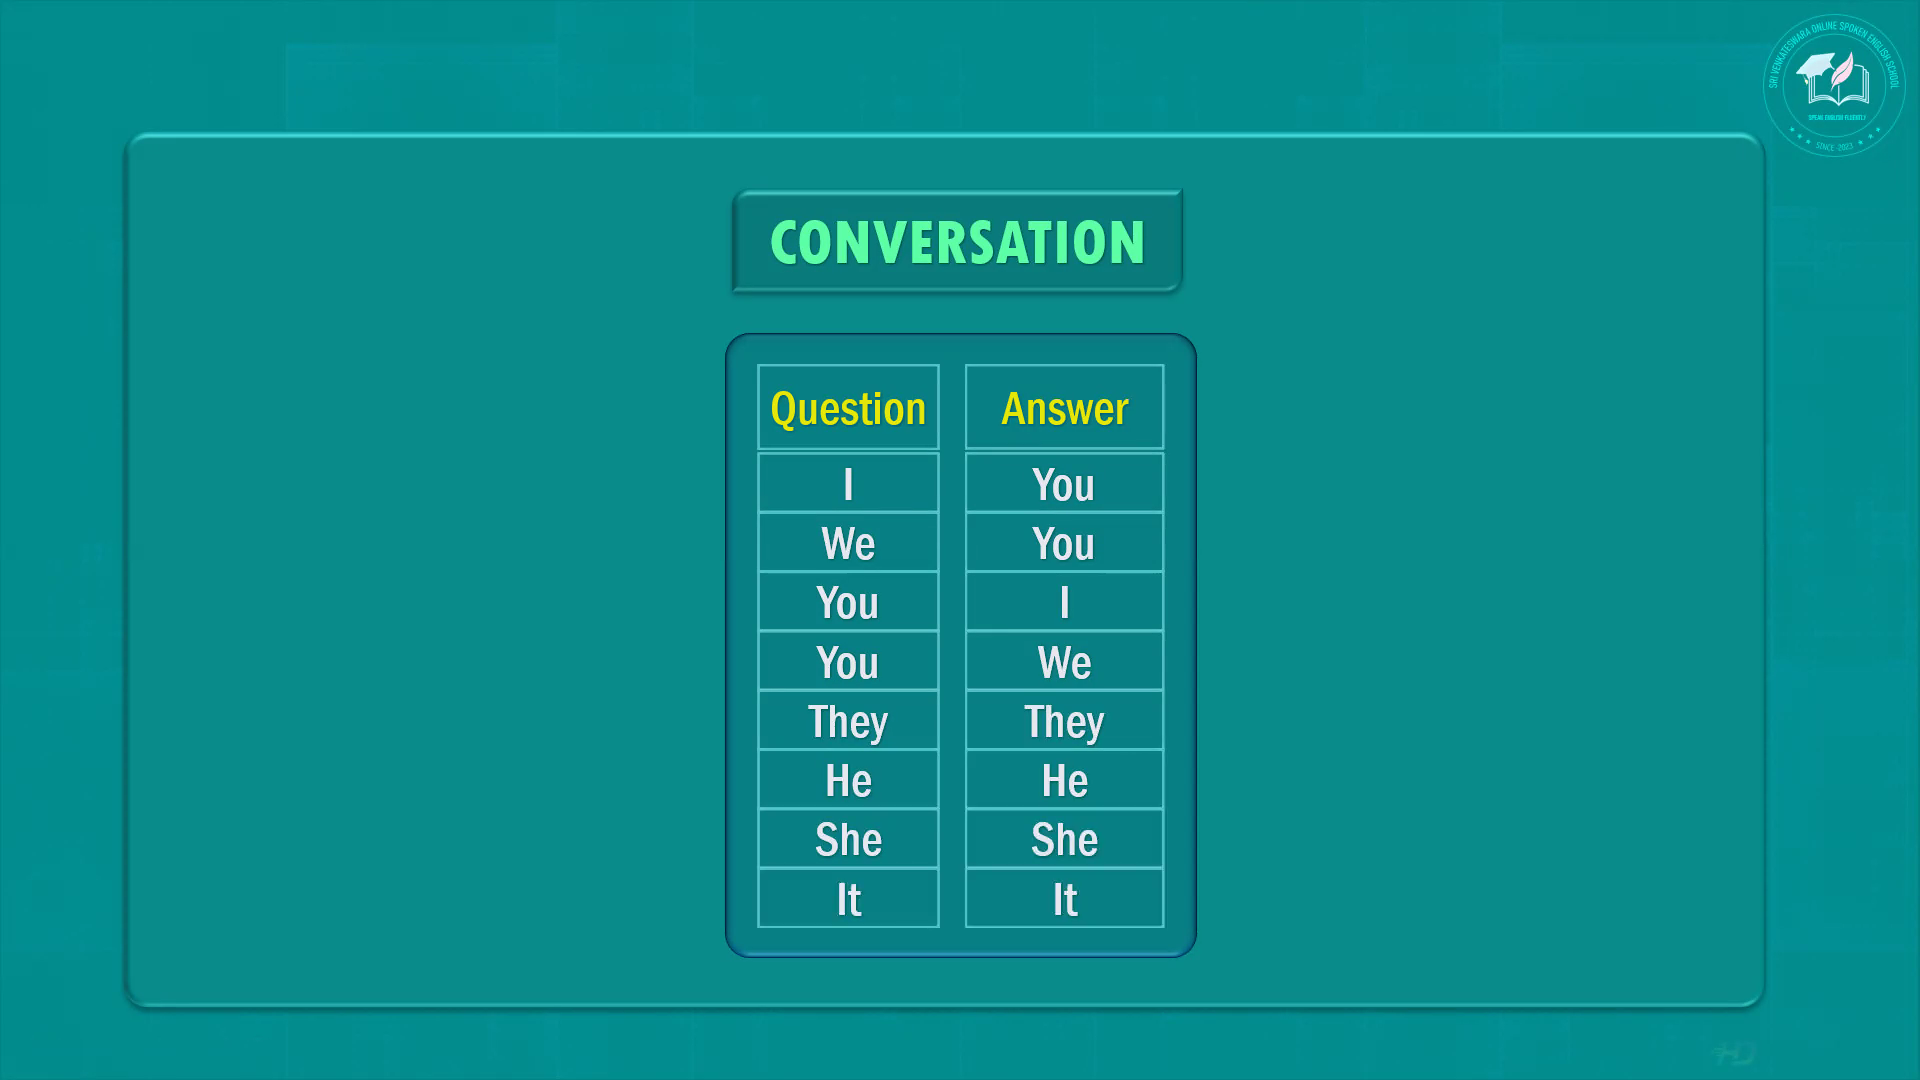 SRI VENKATESWARA ONLINE SPOKEN ENGLISH SCHOOL
SPEAK ENGLISH FLUENTLY
SINCE 2023
CONVERSATION
Question Answer
I You
We You
You I
You We
They They
He He
She She
It It
HD